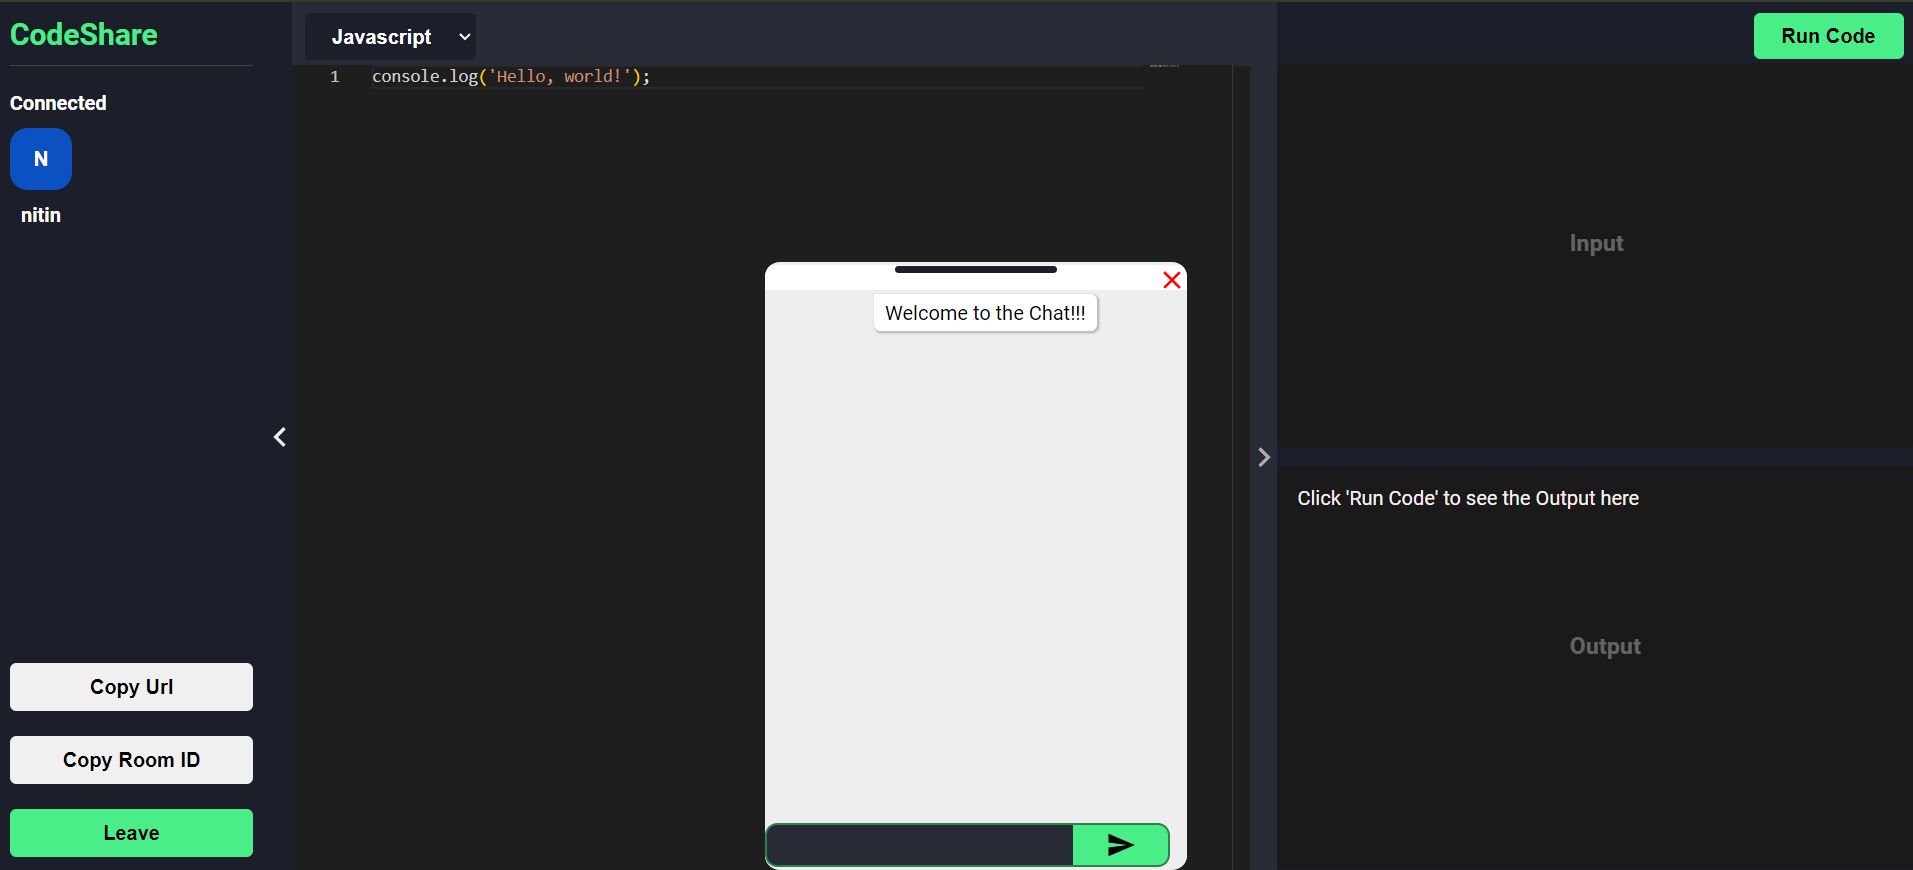 CodeShare
Connected
N
nitin
Copy Url
Copy Room ID
Leave
Javascript
1 console.log('Hello, world!');
Welcome to the Chat!!!
Run Code
Input
Click 'Run Code' to see the Output here
Output